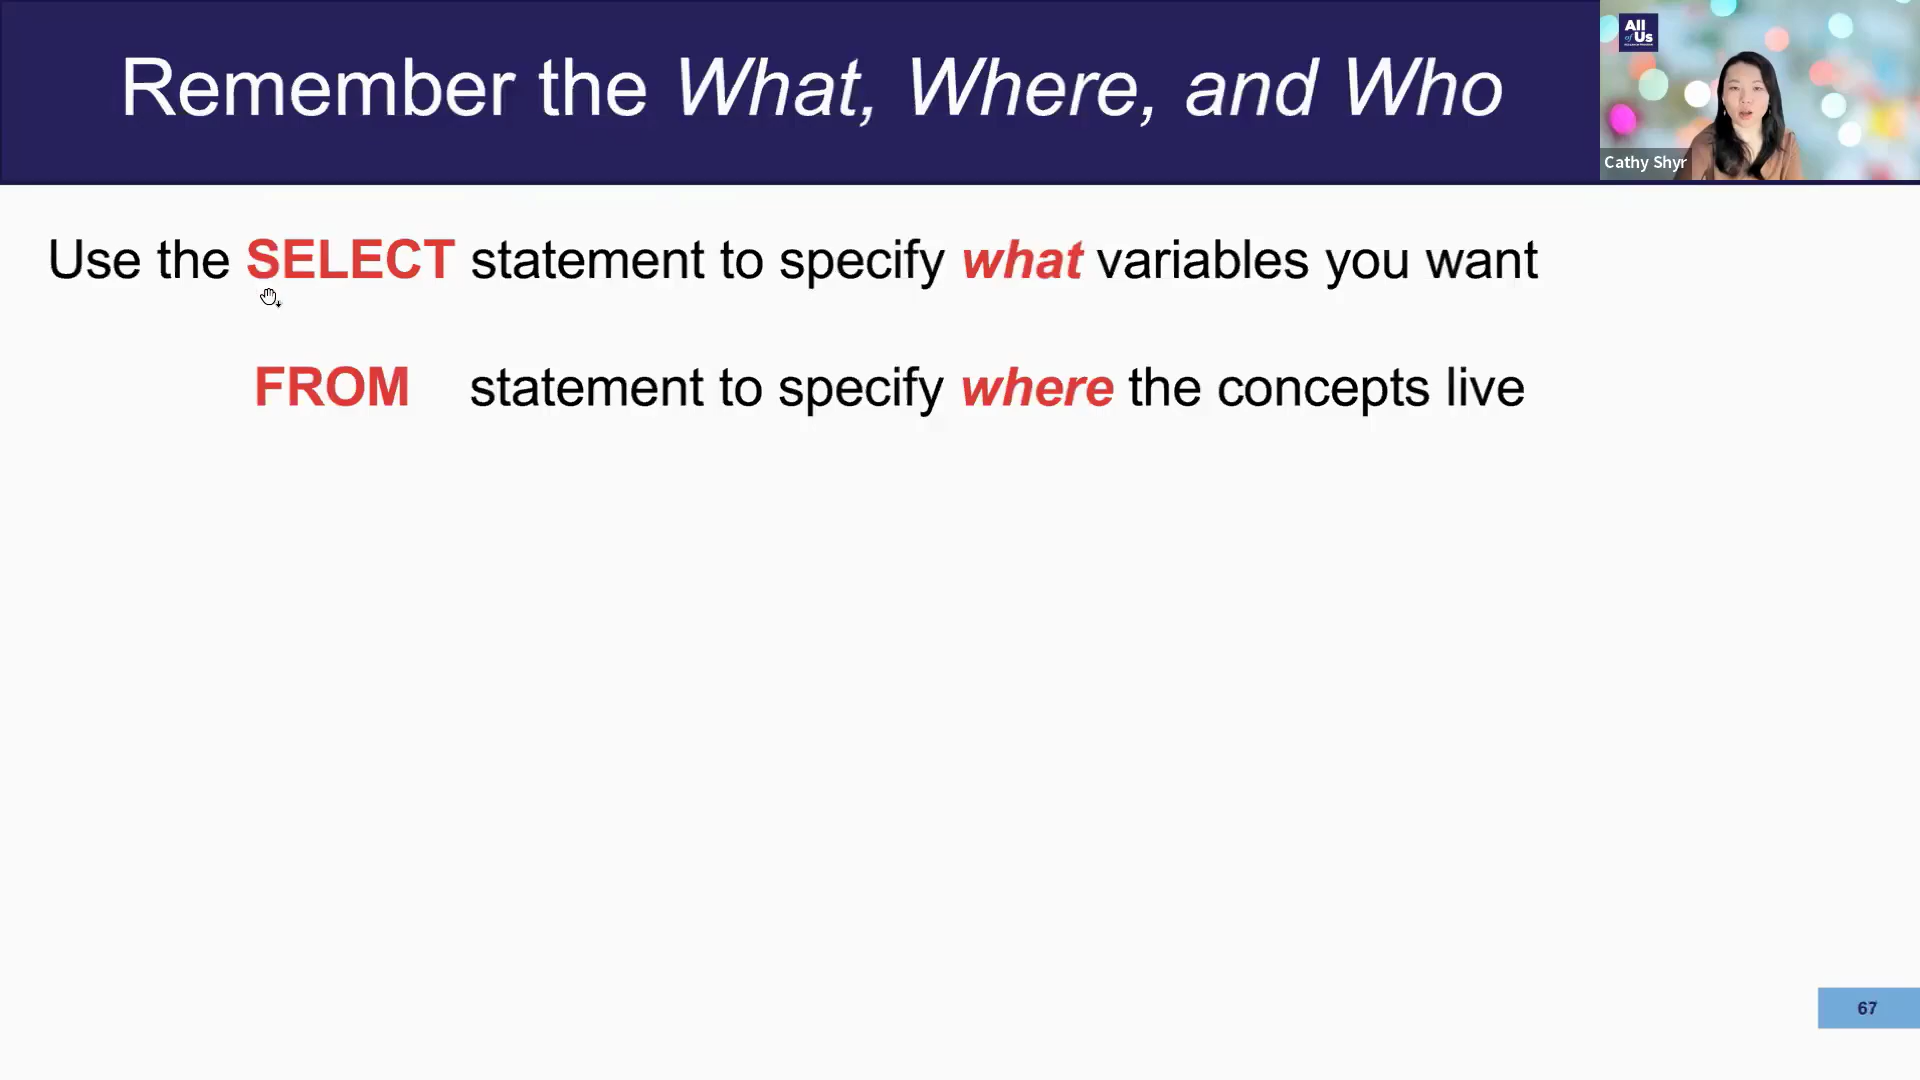 Remember the What, Where, and Who
All
of Us
Cathy Shyr
Use the SELECT statement to specify what variables you want
FROM statement to specify where the concepts live
67